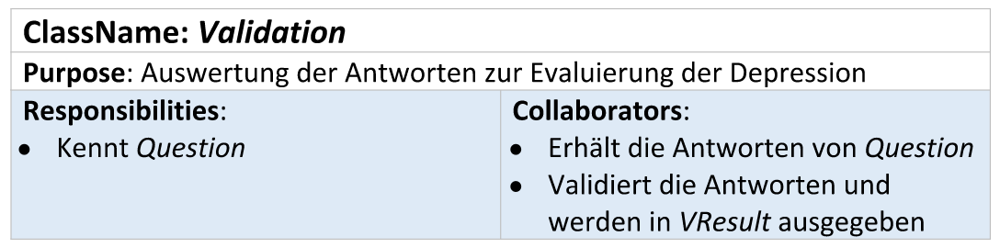 ClassName: Validation
Purpose: Auswertung der Antworten zur Evaluierung der Depression
Responsibilities:
• Kennt Question
Collaborators:
• Erhält die Antworten von Question
• Validiert die Antworten und
werden in VResult ausgegeben